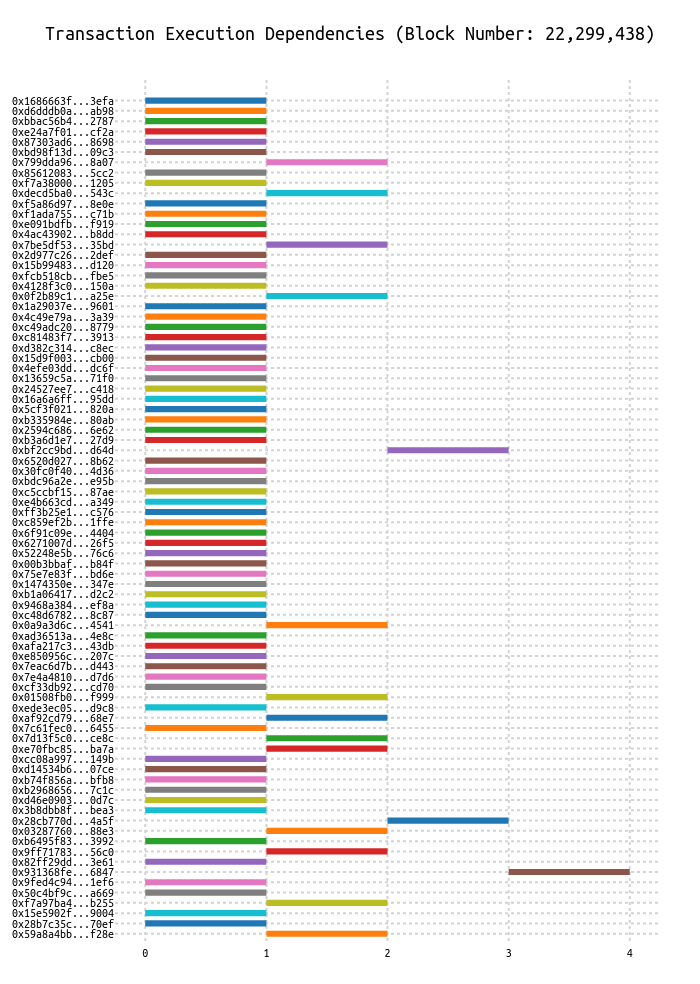 Transaction Execution Dependencies (Block Number: 22,299,438)
0x1686663f...3efa
0xd6dddb0a...ab98
0xbbac56b4...2787
0xe24a7f01...cf2a
0x87303ad6...8698
0xbd98f13d...09c3
0x799dda96...8a07
0x85612083...5cc2
0xf7a38000...1205
0xdecd5ba0...543c
0xf5a86d97...8e0e
0xf1ada755...c71b
0xe091bdfb...f919
0x4ac43902...b8dd
0x7be5df53...35bd
0x2d977c26...2def
0x15b99483...d120
0xfcb518cb...fbe5
0x4128f3c0...150a
0x0f2b89c1...a25e
0x1a29037e...9601
0x4c49e79a...3a39
0xc49adc20...8779
0xc81483f7...3913
0xd382c314...c8ec
0x15d9f003...cb00
0x4efe03dd...dc6f
0x13659c5a...71f0
0x24527ee7...c418
0x16a6a6ff...95dd
0x5cf3f021...820a
0xb335984e...80ab
0x2594c686...6e62
0xb3a6d1e7...27d9
0xbf2cc9bd...d64d
0x6520d027...8b62
0x30fc0f40...4d36
0xbdc96a2e...e95b
0xc5ccbf15...87ae
0xe4b663cd...a349
0xff3b25e1...c576
0xc859ef2b...1ffe
0x6f91c09e...4404
0x6271007d...26f5
0x52248e5b...76c6
0x00b3bbaf...b84f
0x75e7e83f...bd6e
0x1474350e...347e
0xb1a06417...d2c2
0x9468a384...ef8a
0xc48d6782...8c87
0x0a9a3d6c...4541
0xad36513a...4e8c
0xafa217c3...43db
0xe850956c...207c
0x7eac6d7b...d443
0x7e4a4810...d7d6
0xcf33db92...cd70
0x01508fb0...f999
0xede3ec05...d9c8
0xaf92cd79...68e7
0x7c61fec0...6455
0x7d13f5c0...ce8c
0xe70fbc85...ba7a
0xcc08a997...149b
0xd14534b6...07ce
0xb74f856a...bfb8
0xb2968656...7c1c
0xd46e0903...0d7c
0x3b8dbb8f...bea3
0x28cb770d...4a5f
0x03287760...88e3
0xb6495f83...3992
0x9ff71783...56c0
0x82ff29dd...3e61
0x931368fe...6847
0x9fed4c94...1ef6
0x50c4bf9c...a669
0xf7a97ba4...b255
0x15e5902f...9004
0x28b7c35c...70ef
0x59a8a4bb...f28e
0 1 2 3 4